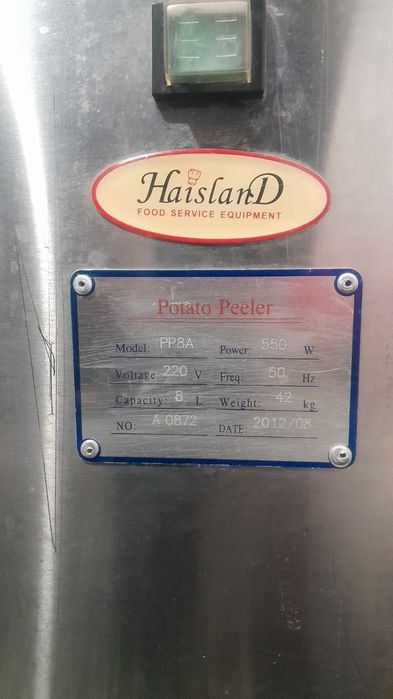 HaislanD
FOOD SERVICE EQUIPMENT
Potato Peeler
Model: PP8A Power: 550 W
Voltage: 220 V Freq: 50 Hz
Capacity: 8 L Weight: 42 kg
NO. A 0872 DATE: 2012/08